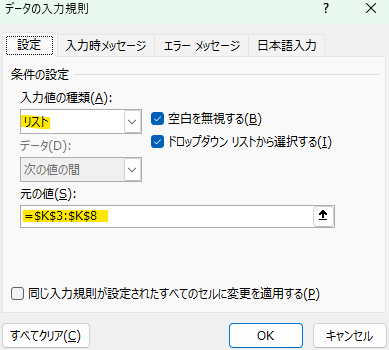 データの入力規則
設定 入力時メッセージ エラー メッセージ 日本語入力
条件の設定
入力値の種類(A):
リスト
空白を無視する(B)
データ(D):
ドロップダウン リストから選択する(I)
次の値の間
元の値(S):
=$K$3:$K$8
同じ入力規則が設定されたすべてのセルに変更を適用する(P)
すべてクリア(C) OK キャンセル